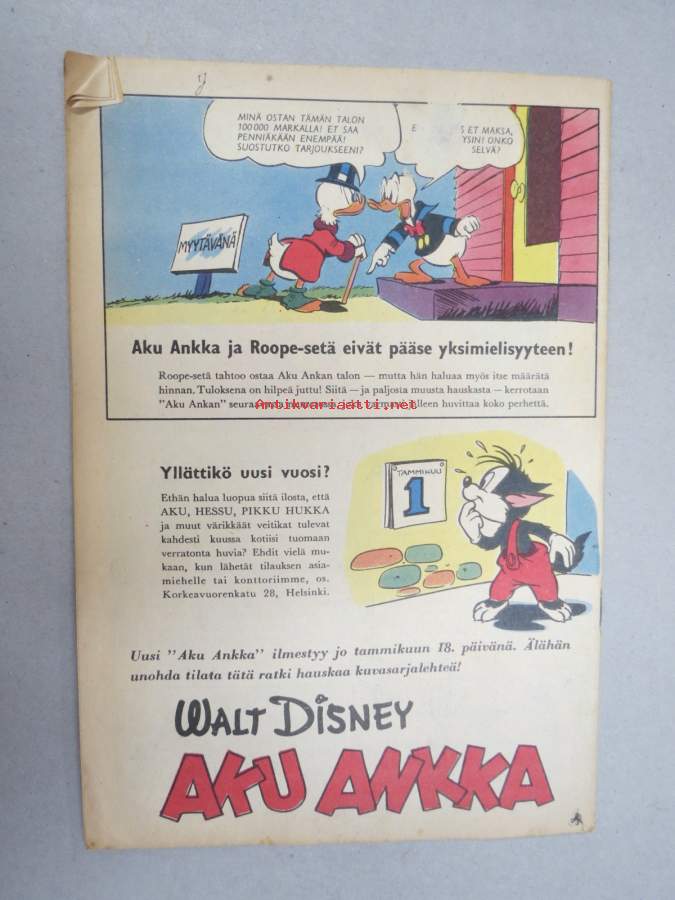 MINÄ OSTAN TÄMÄN TALON
100 000 MARKALLA! ET SAA
PENNIÄKÄÄN ENEMPÄÄ!
SUOSTUTKO TARJOUKSEENI?
ET MAKSA,
ONKO
SELVÄ?
MYYTÄVÄNÄ
Aku Ankka ja Roope-setä eivät pääse yksimielisyyteen!
Roope-setä tahtoo ostaa Aku Ankan talon — mutta hän haluaa myös itse määrätä
hinnan. Tuloksena on hilpeä juttu! Siitä — ja paljosta muusta hauskasta — kerrotaan
"Aku Ankan" huvittaa koko perhettä.
Antikvariaatti.net
Yllättikö uusi vuosi?
Ethän halua luopua siitä ilosta, että
AKU, HESSU, PIKKU HUKKA
ja muut värikkäät veitikat tulevat
kahdesti kuussa kotiisi tuomaan
verratonta huvia? Ehdit vielä mu-
kaan, kun lähetät tilauksen asia-
miehelle tai konttoriimme, os.
Korkeavuorenkatu 28, Helsinki.
TAMMIKUU
1
Uusi "Aku Ankka" ilmestyy jo tammikuun 18. päivänä. Älähän
unohda tilata tätä ratki hauskaa kuvasarjalehteä!
WALT DISNEY
AKU ANKKA